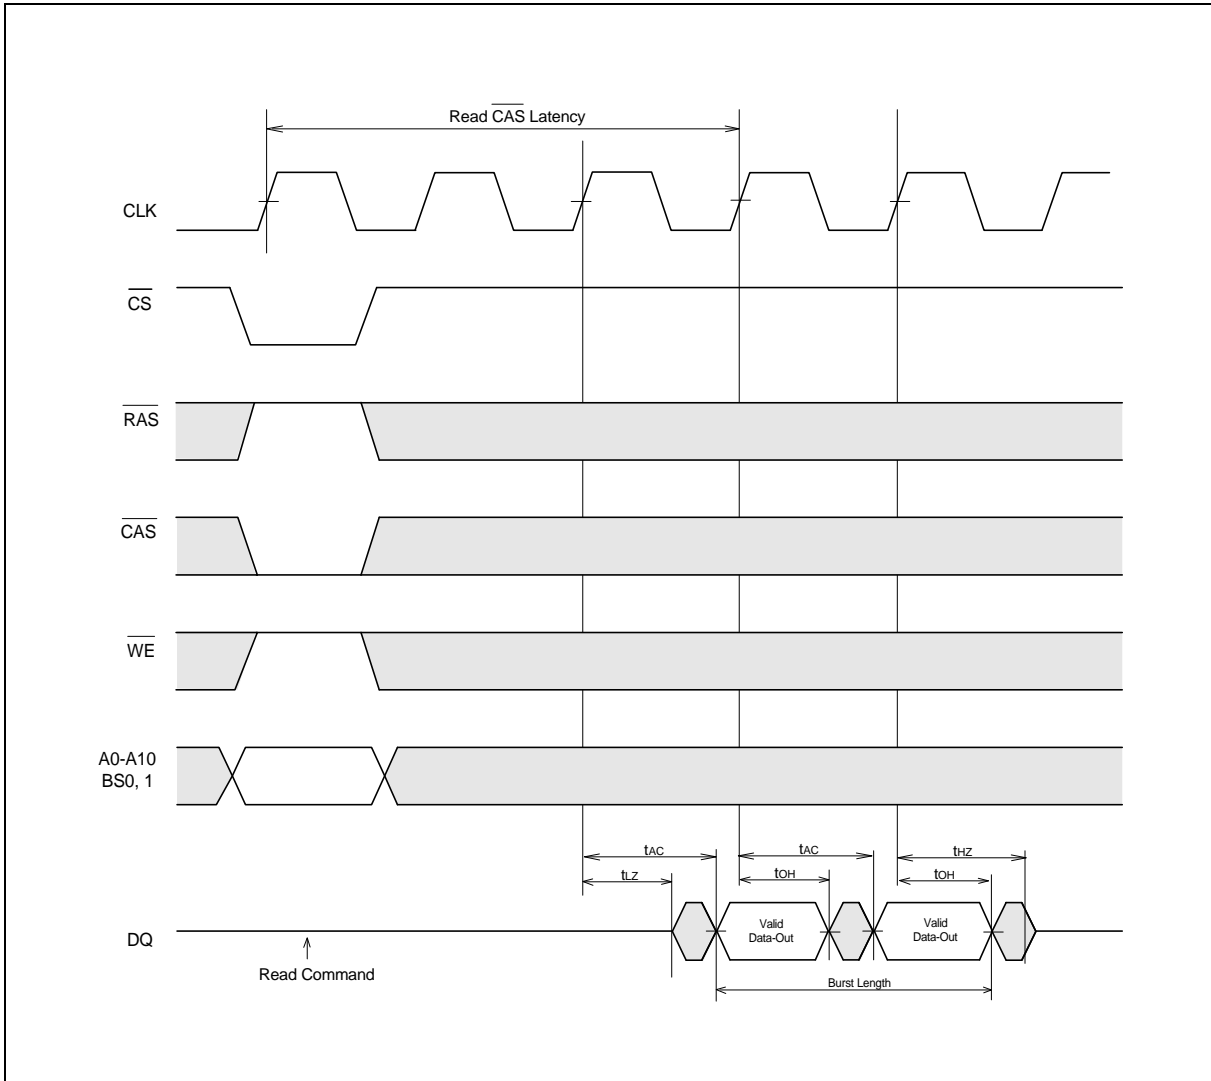 Read CAS Latency
CLK
CS
RAS
CAS
WE
A0-A10
BS0, 1
tAC
tAC
tHZ
tLZ
tOH
tOH
Valid
Data-Out
Valid
Data-Out
DQ
Read Command
Burst Length